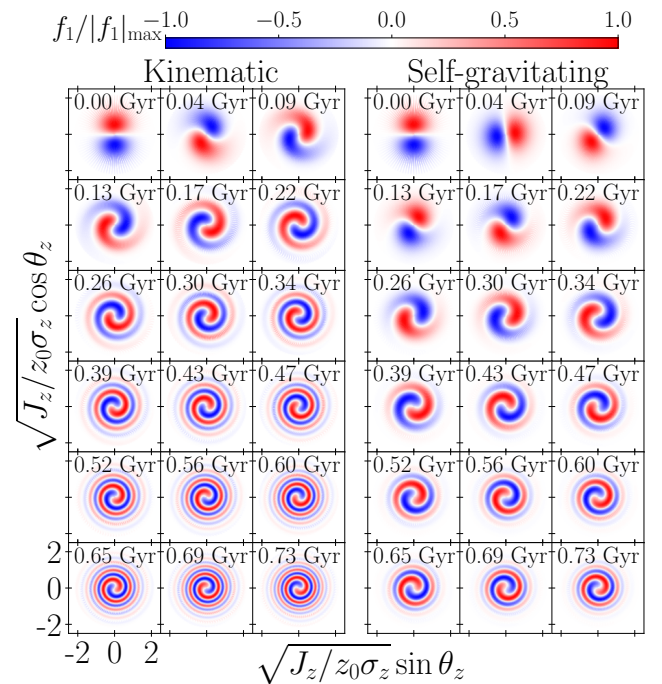 f₁/|f₁|max −1.0 −0.5 0.0 0.5 1.0
Kinematic Self-gravitating
0.00 Gyr 0.04 Gyr 0.09 Gyr 0.00 Gyr 0.04 Gyr 0.09 Gyr
0.13 Gyr 0.17 Gyr 0.22 Gyr 0.13 Gyr 0.17 Gyr 0.22 Gyr
0.26 Gyr 0.30 Gyr 0.34 Gyr 0.26 Gyr 0.30 Gyr 0.34 Gyr
0.39 Gyr 0.43 Gyr 0.47 Gyr 0.39 Gyr 0.43 Gyr 0.47 Gyr
0.52 Gyr 0.56 Gyr 0.60 Gyr 0.52 Gyr 0.56 Gyr 0.60 Gyr
0.65 Gyr 0.69 Gyr 0.73 Gyr 0.65 Gyr 0.69 Gyr 0.73 Gyr
2
0
-2
-2 0 2
√J_z/z₀σ_z cos θ_z
√J_z/z₀σ_z sin θ_z